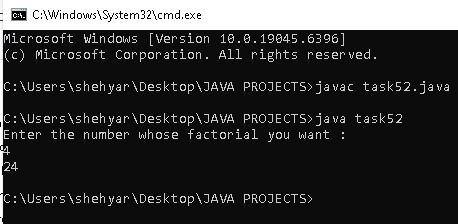 C:\Windows\System32\cmd.exe
Microsoft Windows [Version 10.0.19045.6396]
(c) Microsoft Corporation. All rights reserved.
C:\Users\shehyar\Desktop\JAVA PROJECTS>javac task52.java
C:\Users\shehyar\Desktop\JAVA PROJECTS>java task52
Enter the number whose factorial you want :
4
24
C:\Users\shehyar\Desktop\JAVA PROJECTS>